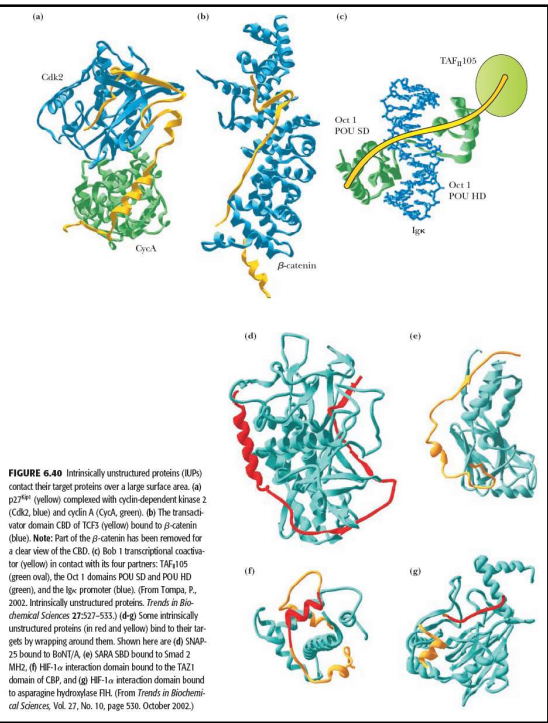 (a)
(b)
(c)
Cdk2
CycA
β-catenin
TAF_II105
Oct 1
POU SD
Oct 1
POU HD
Igκ
(d)
(e)
(f)
(g)
FIGURE 6.40 Intrinsically unstructured proteins (IUPs)
contact their target proteins over a large surface area. (a)
p27^Kip1 (yellow) complexed with cyclin-dependent kinase 2
(Cdk2, blue) and cyclin A (CycA, green). (b) The transacti-
vator domain CBD of TCF3 (yellow) bound to β-catenin
(blue). Note: Part of the β-catenin has been removed for
a clear view of the CBD. (c) Bob 1 transcriptional coactiva-
tor (yellow) in contact with its four partners: TAF_II105
(green oval), the Oct 1 domains POU SD and POU HD
(green), and the Igκ promoter (blue). (From Tompa, P.,
2002. Intrinsically unstructured proteins. Trends in Bio-
chemical Sciences 27:527–533.) (d-g) Some intrinsically
unstructured proteins (in red and yellow) bind to their tar-
gets by wrapping around them. Shown here are (d) SNAP-
25 bound to BoNT/A, (e) SARA SBD bound to Smad 2
MH2, (f) HIF-1α interaction domain bound to the TAZ1
domain of CBP, and (g) HIF-1α interaction domain bound
to asparagine hydroxylase FIH. (From Trends in Biochemi-
cal Sciences, Vol. 27, No. 10, page 530. October 2002.)